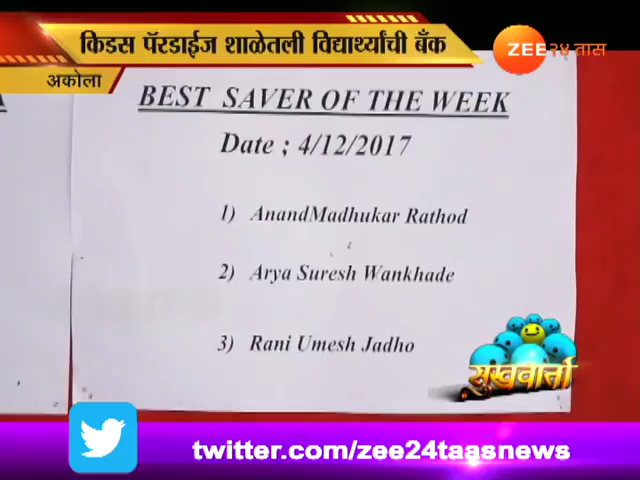 किडस पॅरडाईज शाळेतली विद्यार्थ्यांची बँक
ZEE २४ तास
अकोला
BEST SAVER OF THE WEEK
Date ; 4/12/2017
1) AnandMadhukar Rathod
2) Arya Suresh Wankhade
3) Rani Umesh Jadho
सुखवार्ता
twitter.com/zee24taasnews